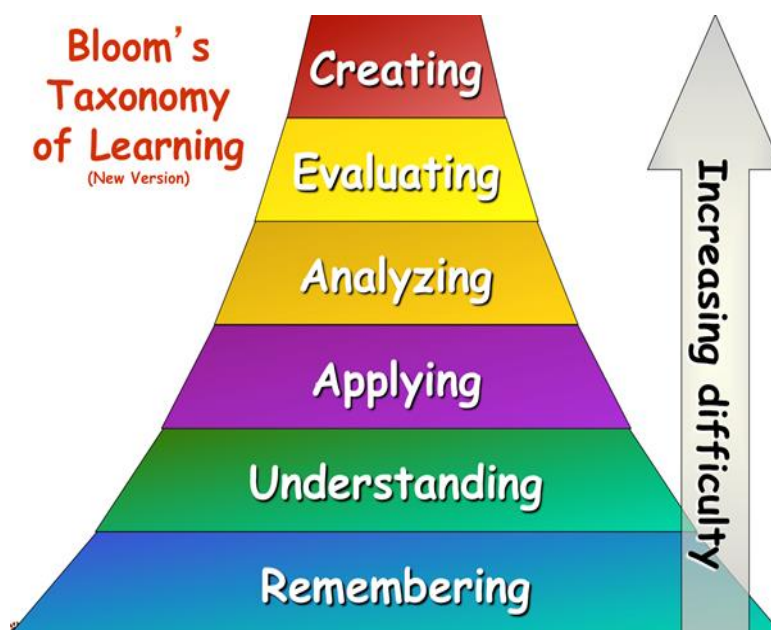 Bloom's
Taxonomy
of Learning
(New Version)
Creating
Evaluating
Analyzing
Applying
Understanding
Remembering
Increasing difficulty